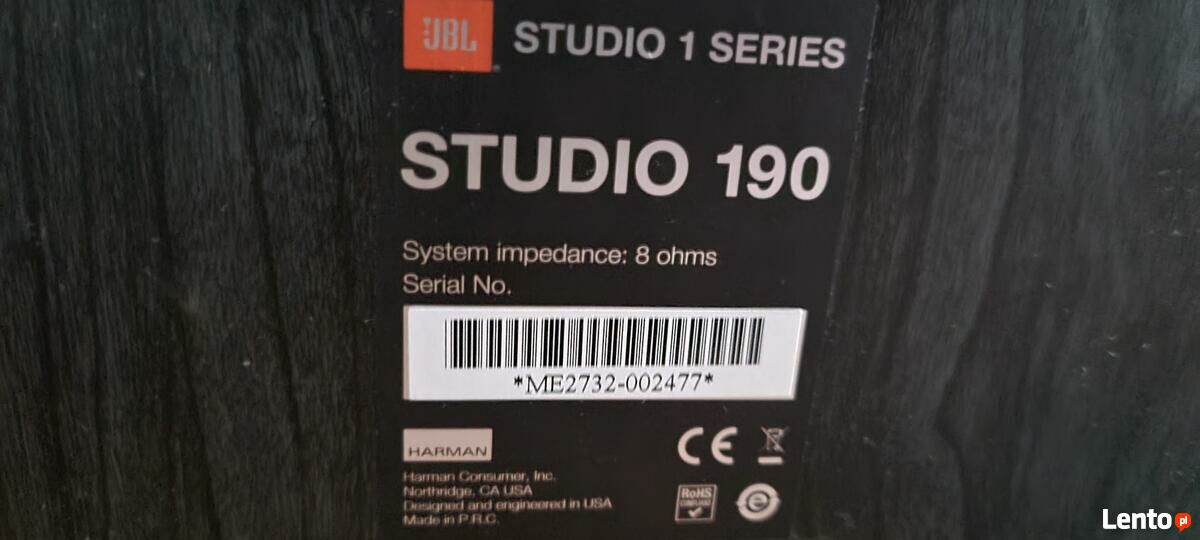 JBL STUDIO 1 SERIES
STUDIO 190
System impedance: 8 ohms
Serial No.
*ME2732-002477*
HARMAN
Harman Consumer, Inc.
Northridge, CA USA
Designed and engineered in USA
Made in P.R.C.
CE
RoHS
COMPLIANT
e
Lento.pl